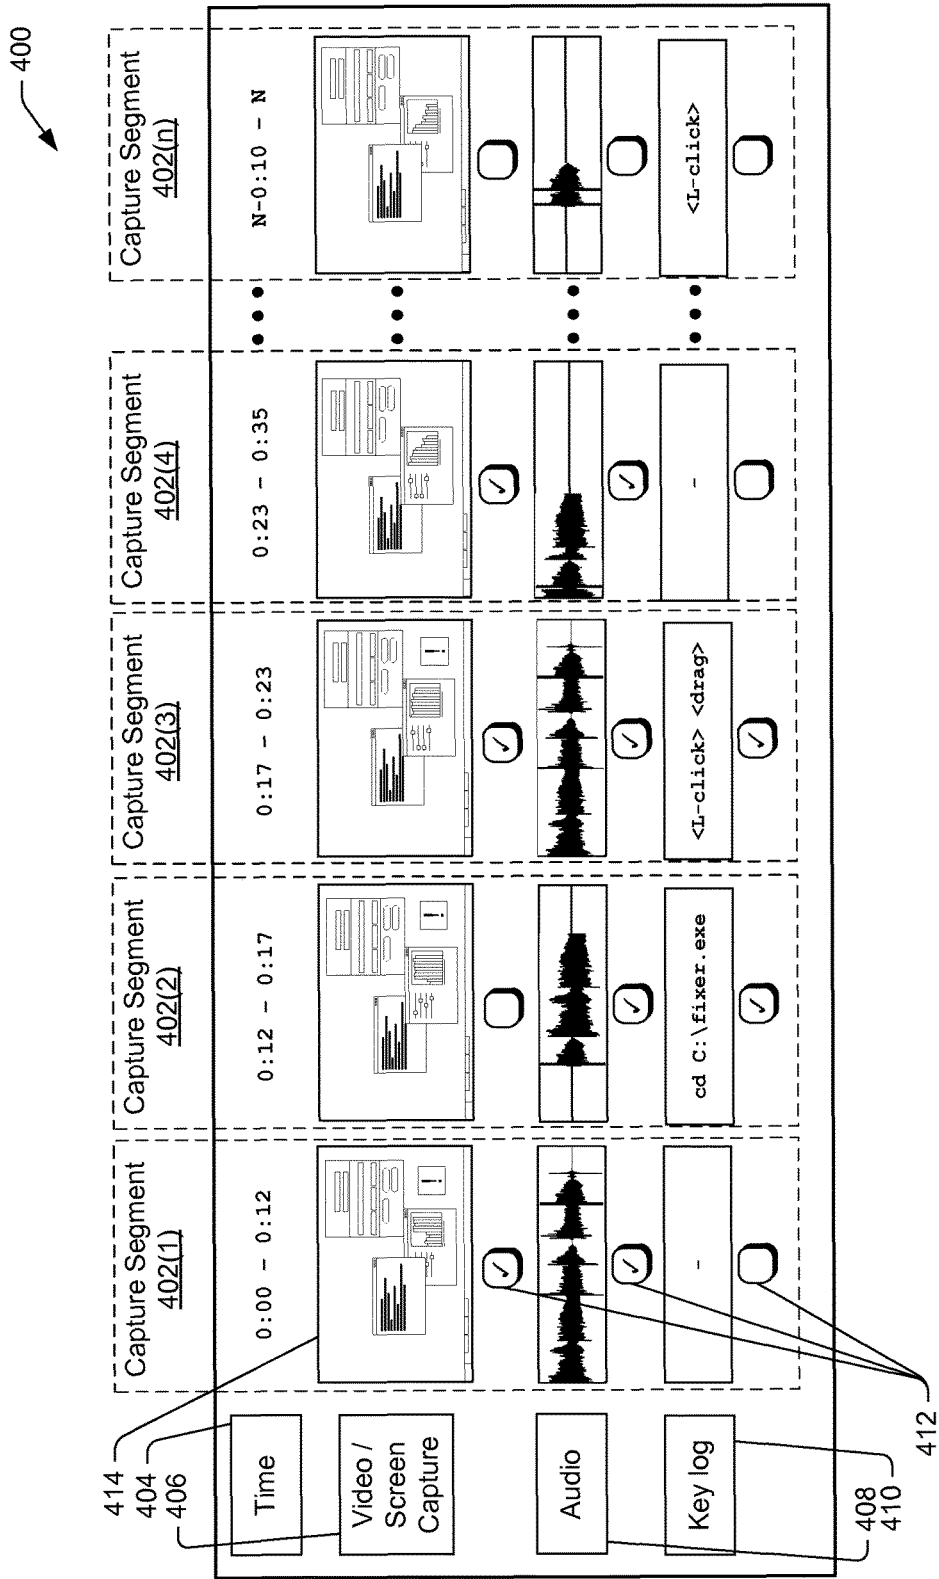 400
Capture Segment
402(1)
Capture Segment
402(2)
Capture Segment
402(3)
Capture Segment
402(4)
Capture Segment
402(n)
414
404
406
Time
0:00 - 0:12
0:12 - 0:17
0:17 - 0:23
0:23 - 0:35
N-0:10 - N
Video /
Screen
Capture
!
!
!
Audio
Key log
-
cd C:\fixer.exe
<L-click> <drag>
-
<L-click>
408
410
412